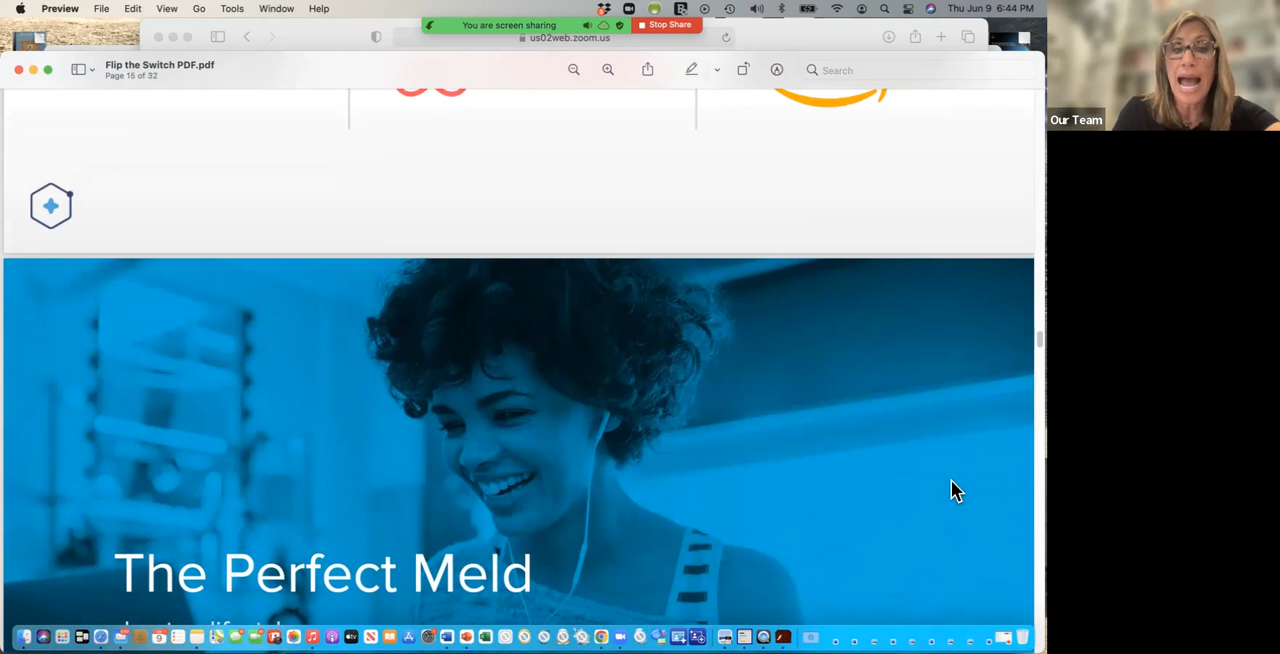 Preview File Edit View Go Tools Window Help Thu Jun 9 6:44 PM
You are screen sharing Stop Share
us02web.zoom.us
Flip the Switch PDF.pdf
Page 15 of 32
Search
Our Team
The Perfect Meld